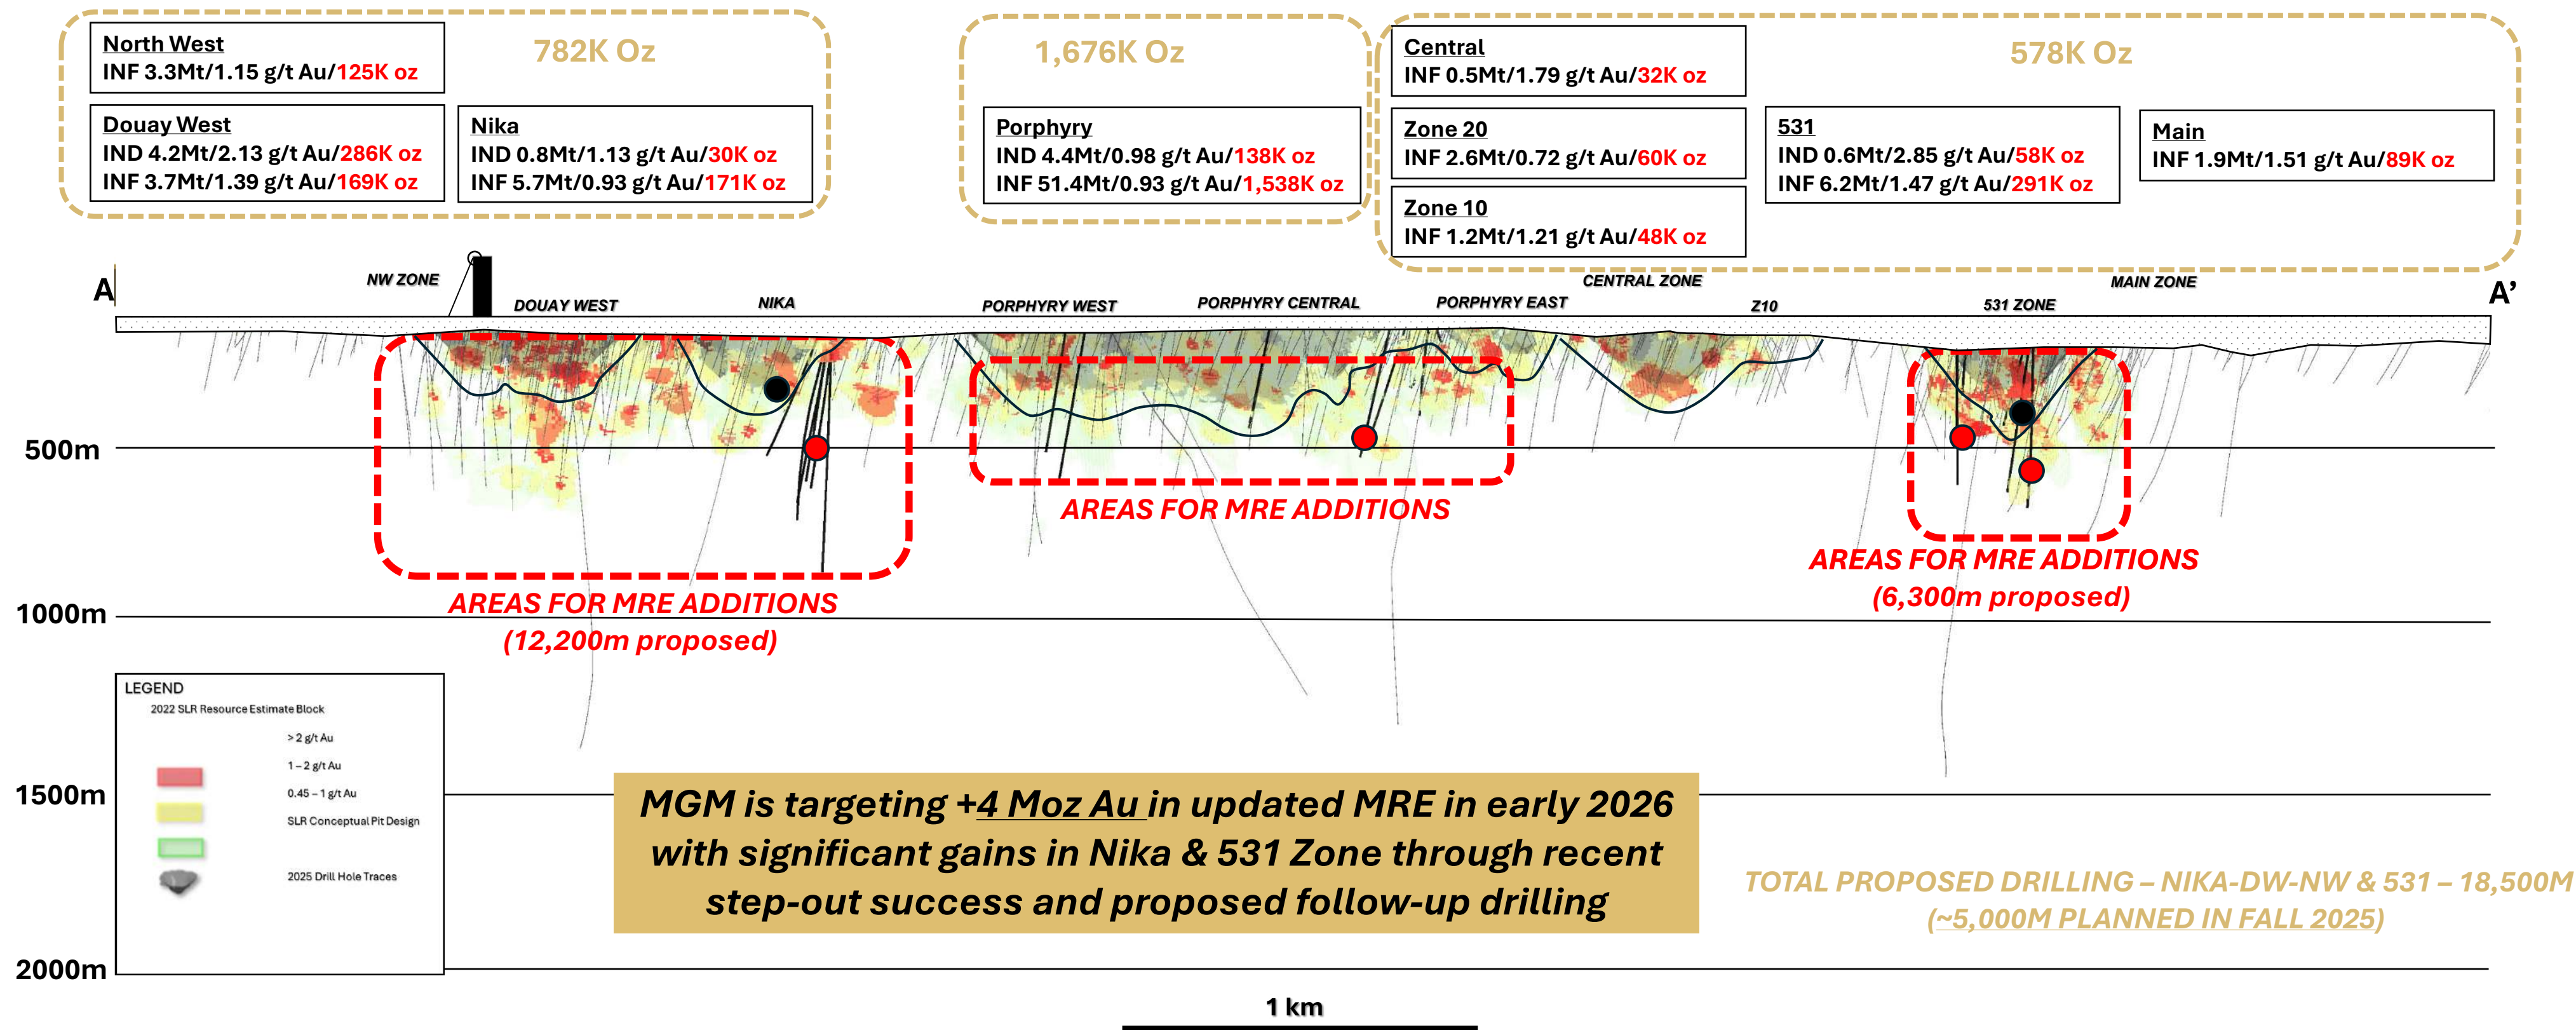 North West
INF 3.3Mt/1.15 g/t Au/125K oz
782K Oz
Douay West
IND 4.2Mt/2.13 g/t Au/286K oz
INF 3.7Mt/1.39 g/t Au/169K oz
Nika
IND 0.8Mt/1.13 g/t Au/30K oz
INF 5.7Mt/0.93 g/t Au/171K oz
1,676K Oz
Porphyry
IND 4.4Mt/0.98 g/t Au/138K oz
INF 51.4Mt/0.93 g/t Au/1,538K oz
Central
INF 0.5Mt/1.79 g/t Au/32K oz
578K Oz
Zone 20
INF 2.6Mt/0.72 g/t Au/60K oz
Zone 10
INF 1.2Mt/1.21 g/t Au/48K oz
531
IND 0.6Mt/2.85 g/t Au/58K oz
INF 6.2Mt/1.47 g/t Au/291K oz
Main
INF 1.9Mt/1.51 g/t Au/89K oz
A
NW ZONE
DOUAY WEST
NIKA
PORPHYRY WEST
PORPHYRY CENTRAL
PORPHYRY EAST
CENTRAL ZONE
Z10
531 ZONE
MAIN ZONE
A’
500m
AREAS FOR MRE ADDITIONS
AREAS FOR MRE ADDITIONS
(6,300m proposed)
AREAS FOR MRE ADDITIONS
(12,200m proposed)
1000m
LEGEND
2022 SLR Resource Estimate Block
> 2 g/t Au
1 – 2 g/t Au
0.45 – 1 g/t Au
SLR Conceptual Pit Design
2025 Drill Hole Traces
1500m
MGM is targeting +4 Moz Au in updated MRE in early 2026
with significant gains in Nika & 531 Zone through recent
step-out success and proposed follow-up drilling
TOTAL PROPOSED DRILLING – NIKA-DW-NW & 531 – 18,500M
(~5,000M PLANNED IN FALL 2025)
2000m
1 km